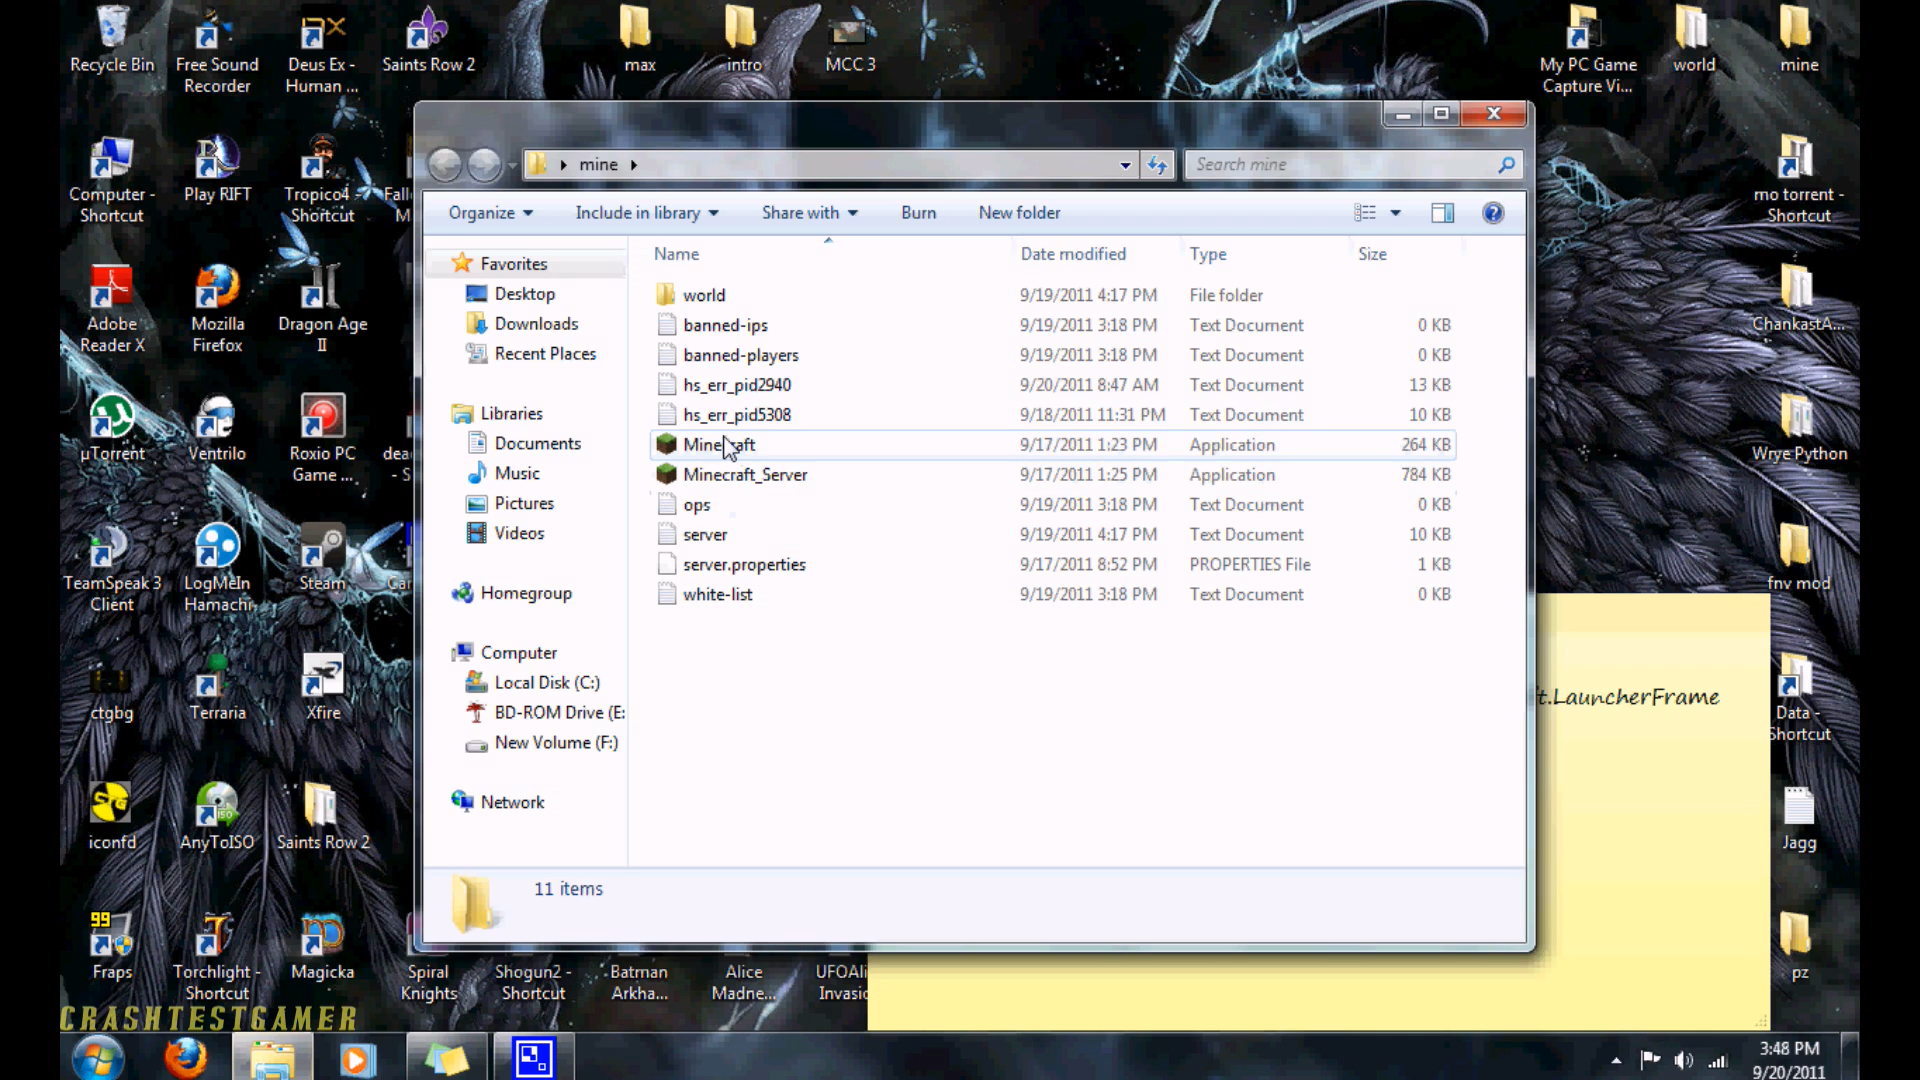 Recycle Bin
Free Sound
Recorder
Deus Ex -
Human ...
Saints Row 2
max
intro
MCC 3
My PC Game
Capture Vi...
world
mine
Computer -
Shortcut
Play RIFT
Tropico4 -
Shortcut
mo torrent -
Shortcut
Adobe
Reader X
Mozilla
Firefox
Dragon Age
II
ChankastA...
µTorrent
Ventrilo
Roxio PC
Game ...
Wrye Python
TeamSpeak 3
Client
LogMeIn
Hamachi
Steam
fnv mod
ctgbg
Terraria
Xfire
Data -
Shortcut
iconfd
AnyToISO
Saints Row 2
Jagg
99
Fraps
Torchlight -
Shortcut
Magicka
Spiral
Knights
Shogun2 -
Shortcut
Batman
Arkha...
Alice
Madne...
UFOAli
Invasio
pz
mine
Search mine
Organize
Include in library
Share with
Burn
New folder
Favorites
Desktop
Downloads
Recent Places
Libraries
Documents
Music
Pictures
Videos
Homegroup
Computer
Local Disk (C:)
BD-ROM Drive (E:
New Volume (F:)
Network
Name Date modified Type Size
world 9/19/2011 4:17 PM File folder
banned-ips 9/19/2011 3:18 PM Text Document 0 KB
banned-players 9/19/2011 3:18 PM Text Document 0 KB
hs_err_pid2940 9/20/2011 8:47 AM Text Document 13 KB
hs_err_pid5308 9/18/2011 11:31 PM Text Document 10 KB
Minecraft 9/17/2011 1:23 PM Application 264 KB
Minecraft_Server 9/17/2011 1:25 PM Application 784 KB
ops 9/19/2011 3:18 PM Text Document 0 KB
server 9/19/2011 4:17 PM Text Document 10 KB
server.properties 9/17/2011 8:52 PM PROPERTIES File 1 KB
white-list 9/19/2011 3:18 PM Text Document 0 KB
11 items
t.LauncherFrame
CRASHTESTGAMER
3:48 PM
9/20/2011